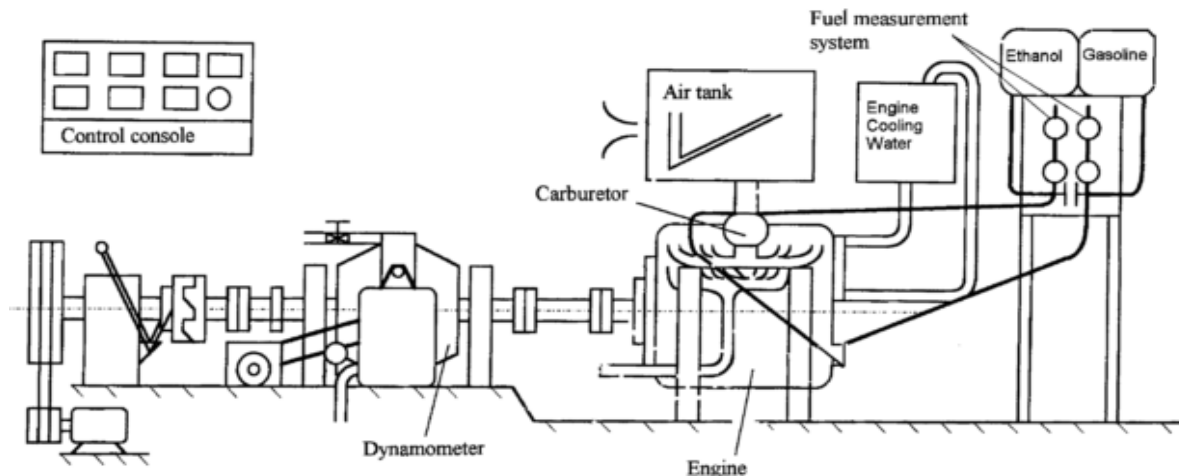 Fuel measurement
system
Ethanol
Gasoline
Air tank
Engine
Cooling
Water
Control console
Carburetor
Dynamometer
Engine